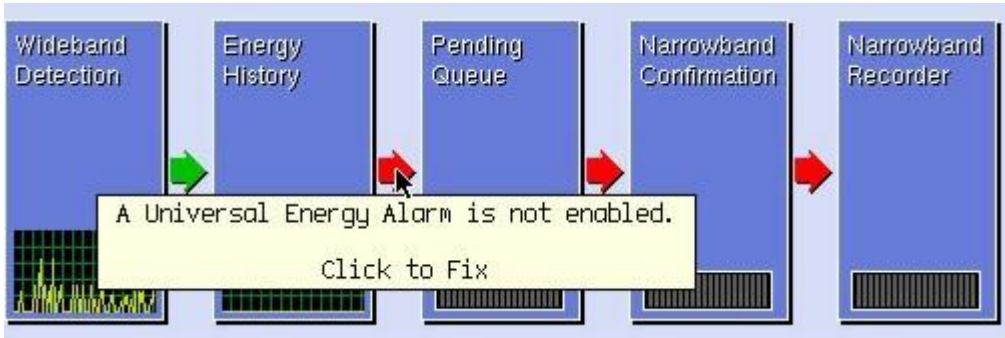 Wideband
Detection
Energy
History
Pending
Queue
Narrowband
Confirmation
Narrowband
Recorder
A Universal Energy Alarm is not enabled.
Click to Fix